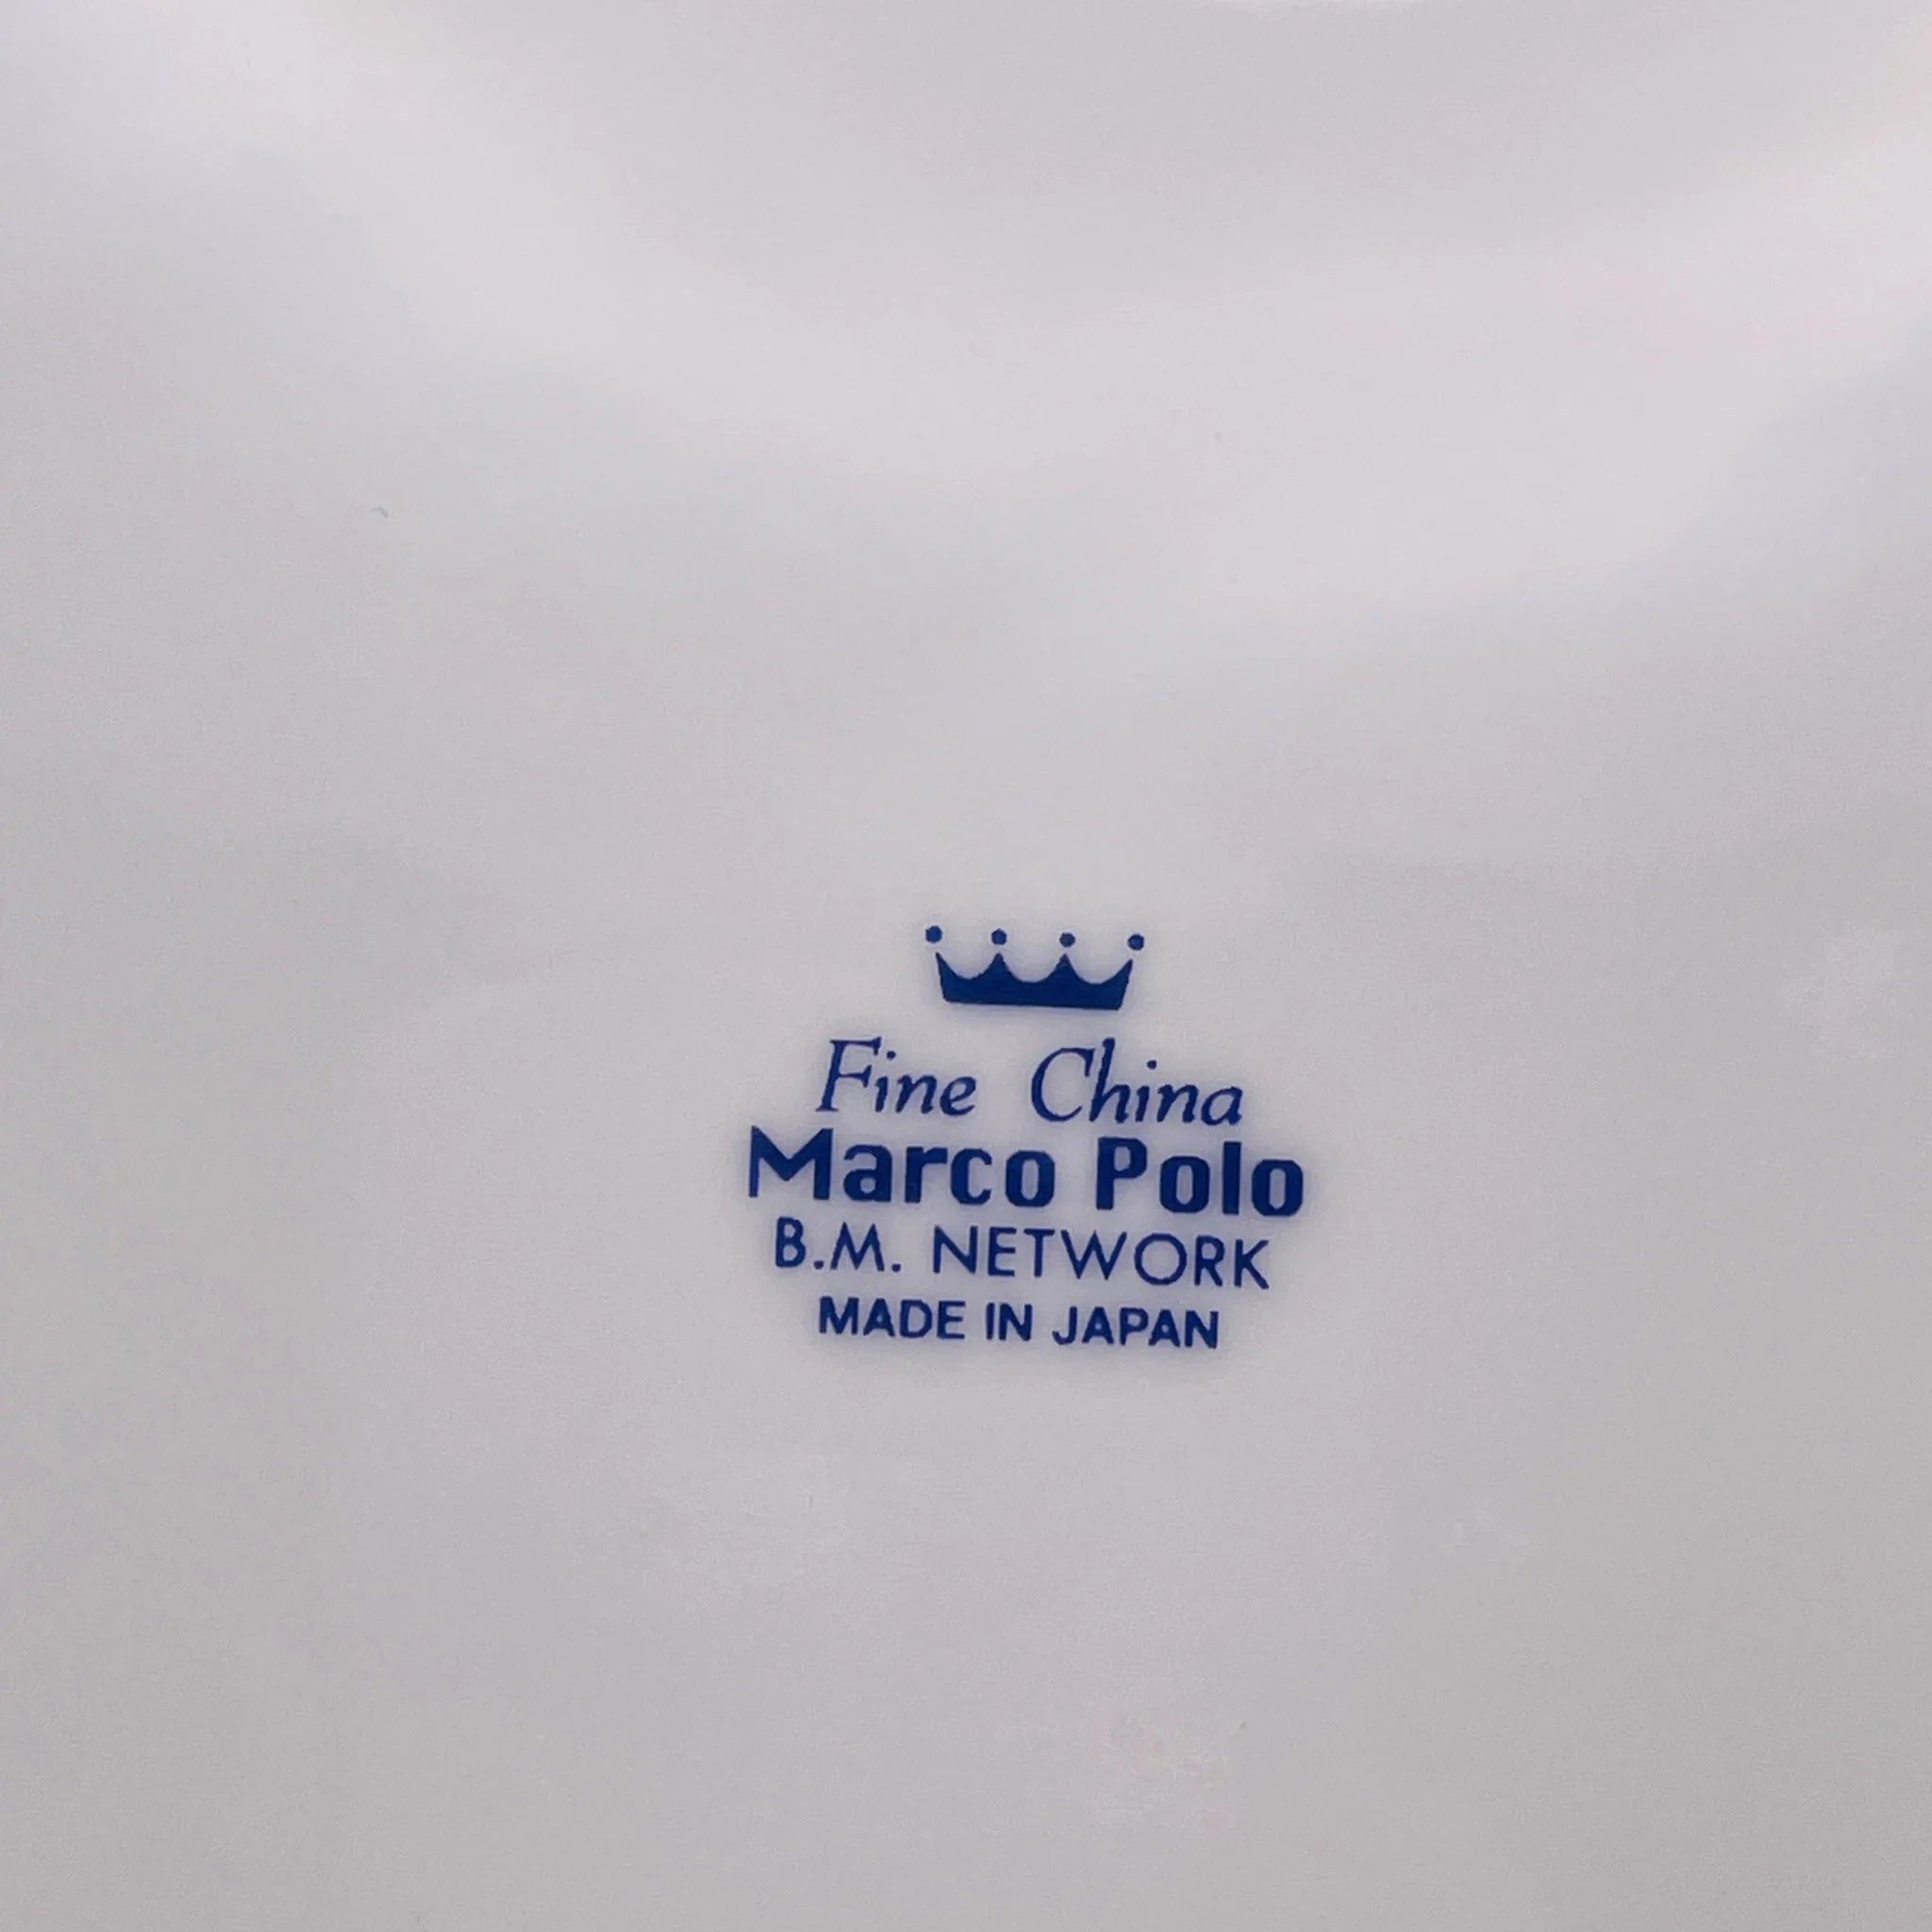 Fine China
Marco Polo
B.M. NETWORK
MADE IN JAPAN